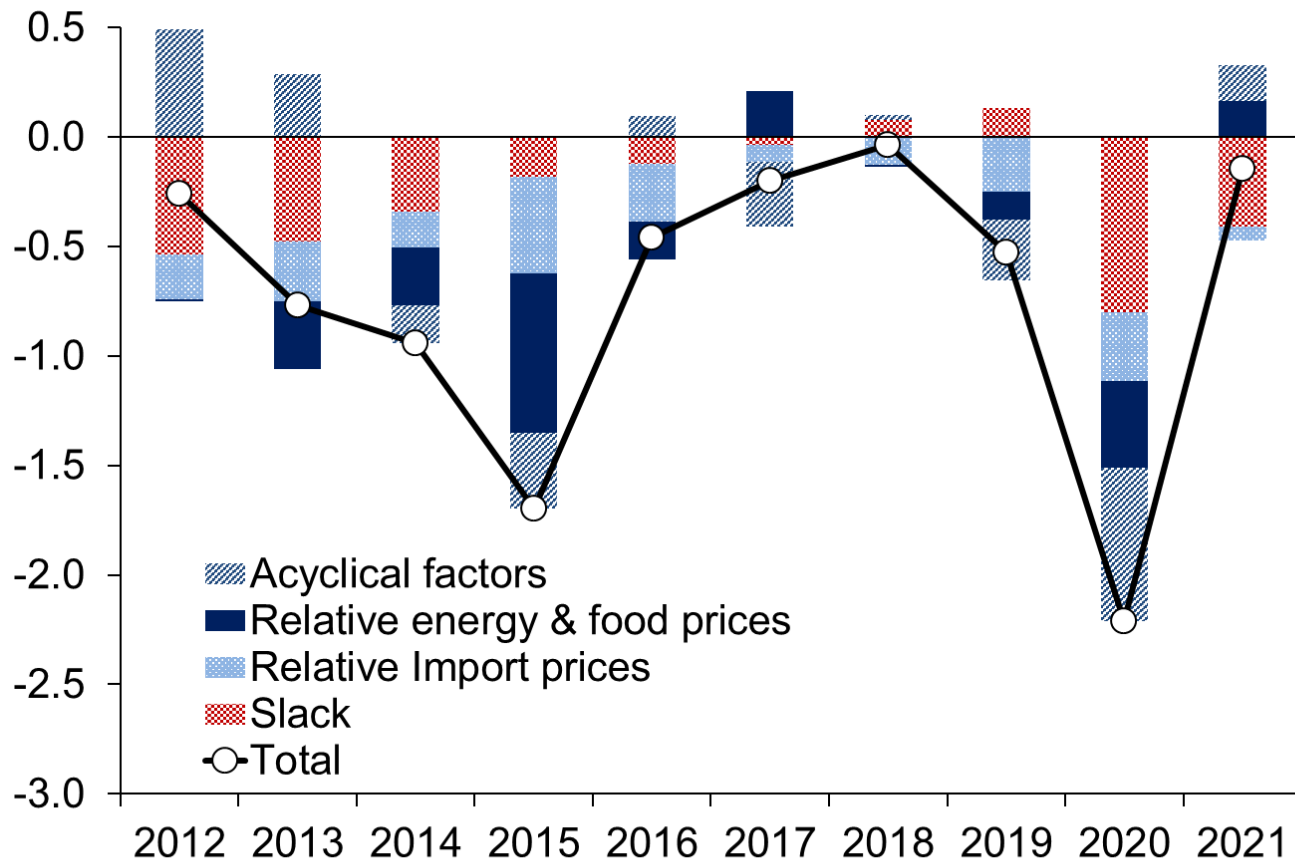 0.5
0.0
-0.5
-1.0
-1.5
-2.0
-2.5
-3.0
Acyclical factors
Relative energy & food prices
Relative Import prices
Slack
Total
2012 2013 2014 2015 2016 2017 2018 2019 2020 2021